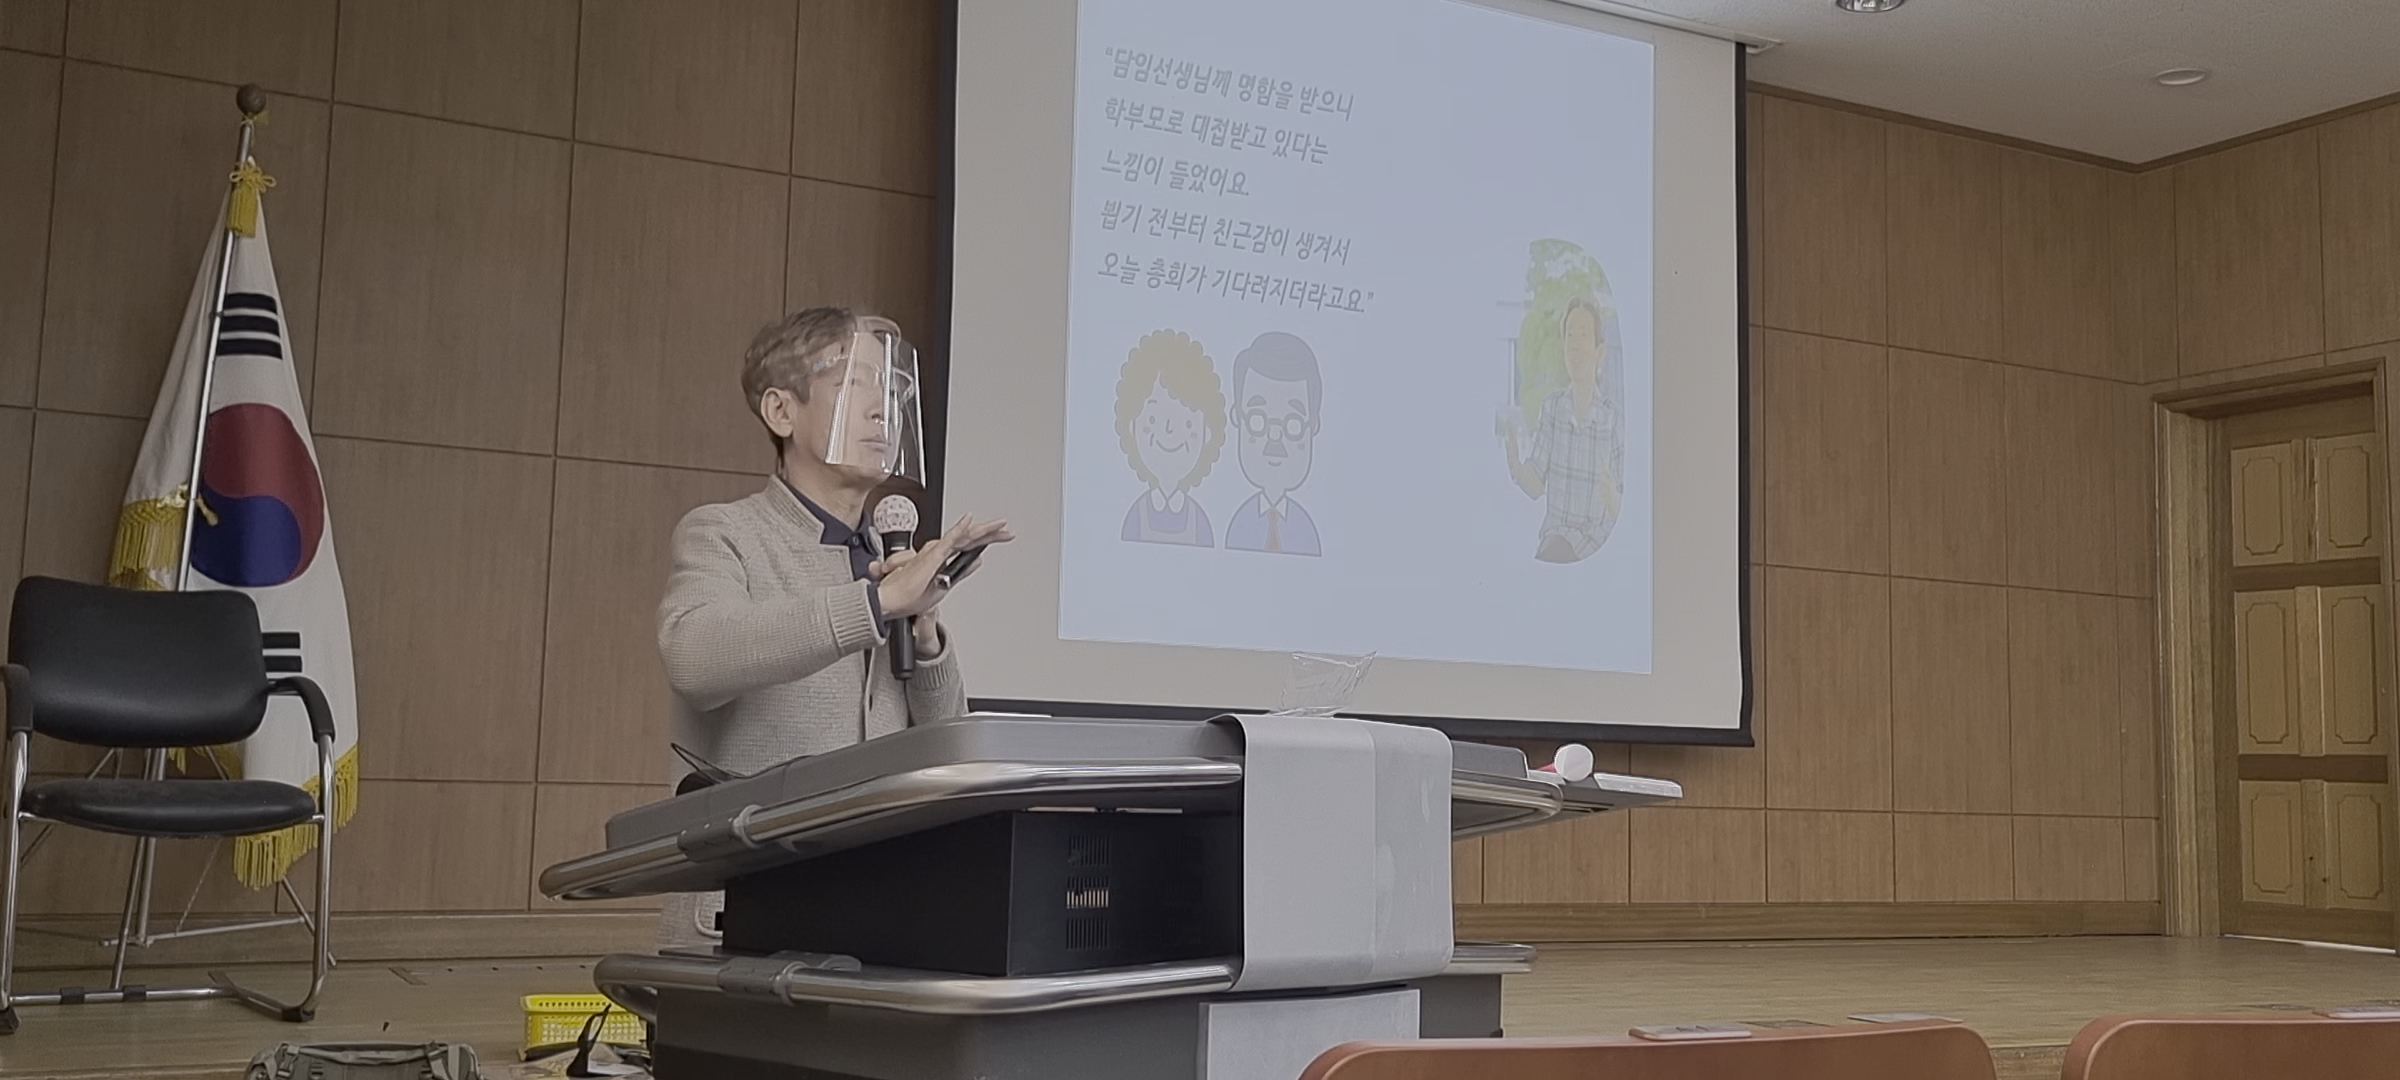 “담임선생님께 명함을 받으니
학부모로 대접받고 있다는
느낌이 들었어요.
뵙기 전부터 친근감이 생겨서
오늘 총회가 기다려지더라고요.”